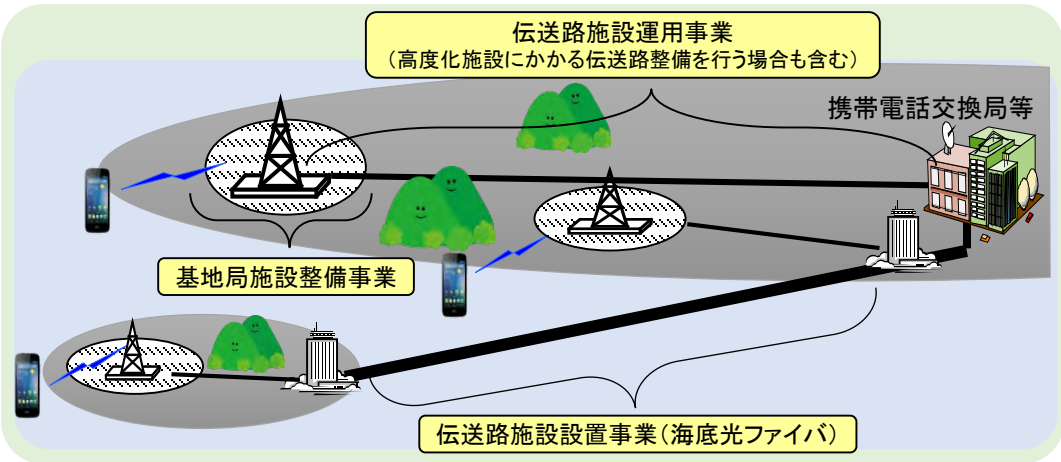 伝送路施設運用事業
（高度化施設にかかる伝送路整備を行う場合も含む）
携帯電話交換局等
基地局施設整備事業
伝送路施設設置事業（海底光ファイバ）